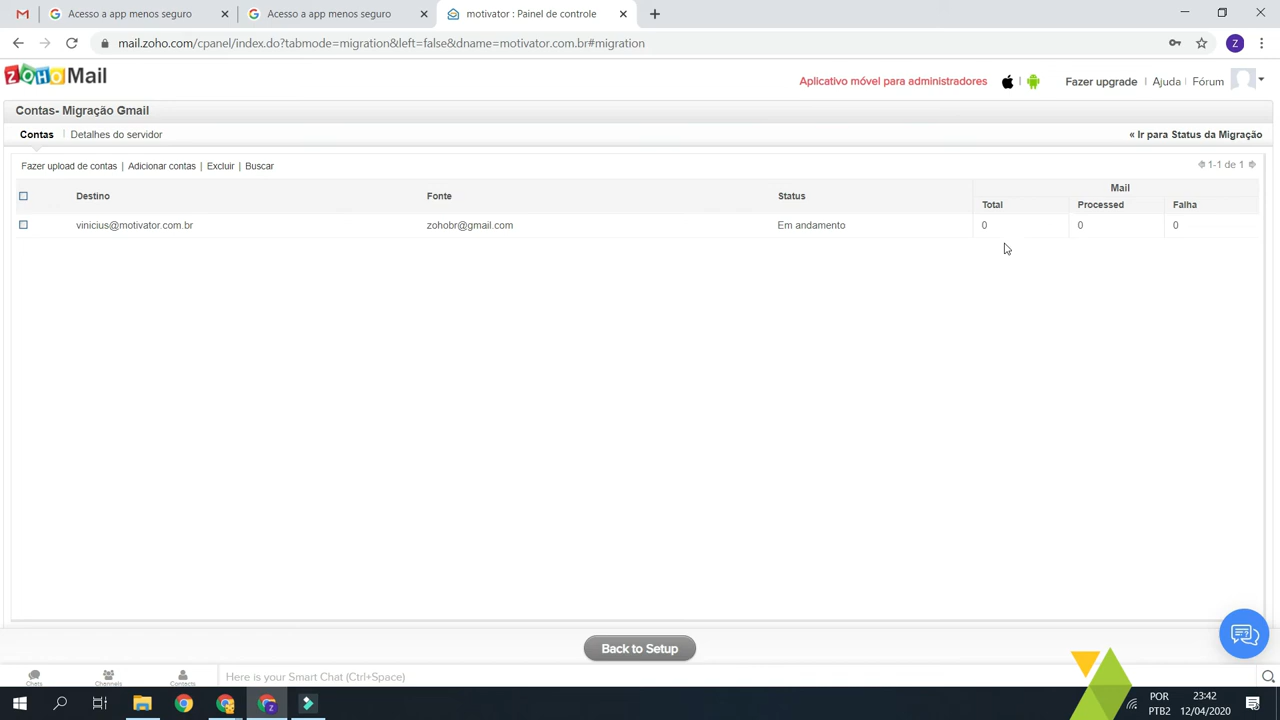 Acesso a app menos seguro
Acesso a app menos seguro
motivator : Painel de controle
mail.zoho.com/cpanel/index.do?tabmode=migration&left=false&dname=motivator.com.br#migration
Z
ZOHO Mail
Aplicativo móvel para administradores
Fazer upgrade | Ajuda | Fórum
Contas- Migração Gmail
Contas | Detalhes do servidor
« Ir para Status da Migração
Fazer upload de contas | Adicionar contas | Excluir | Buscar
1-1 de 1
Mail
Destino Fonte Status Total Processed Falha
vinicius@motivator.com.br zohobr@gmail.com Em andamento 0 0 0
Back to Setup
Chats Channels Contacts
Here is your Smart Chat (Ctrl+Space)
POR
PTB2
23:42
12/04/2020